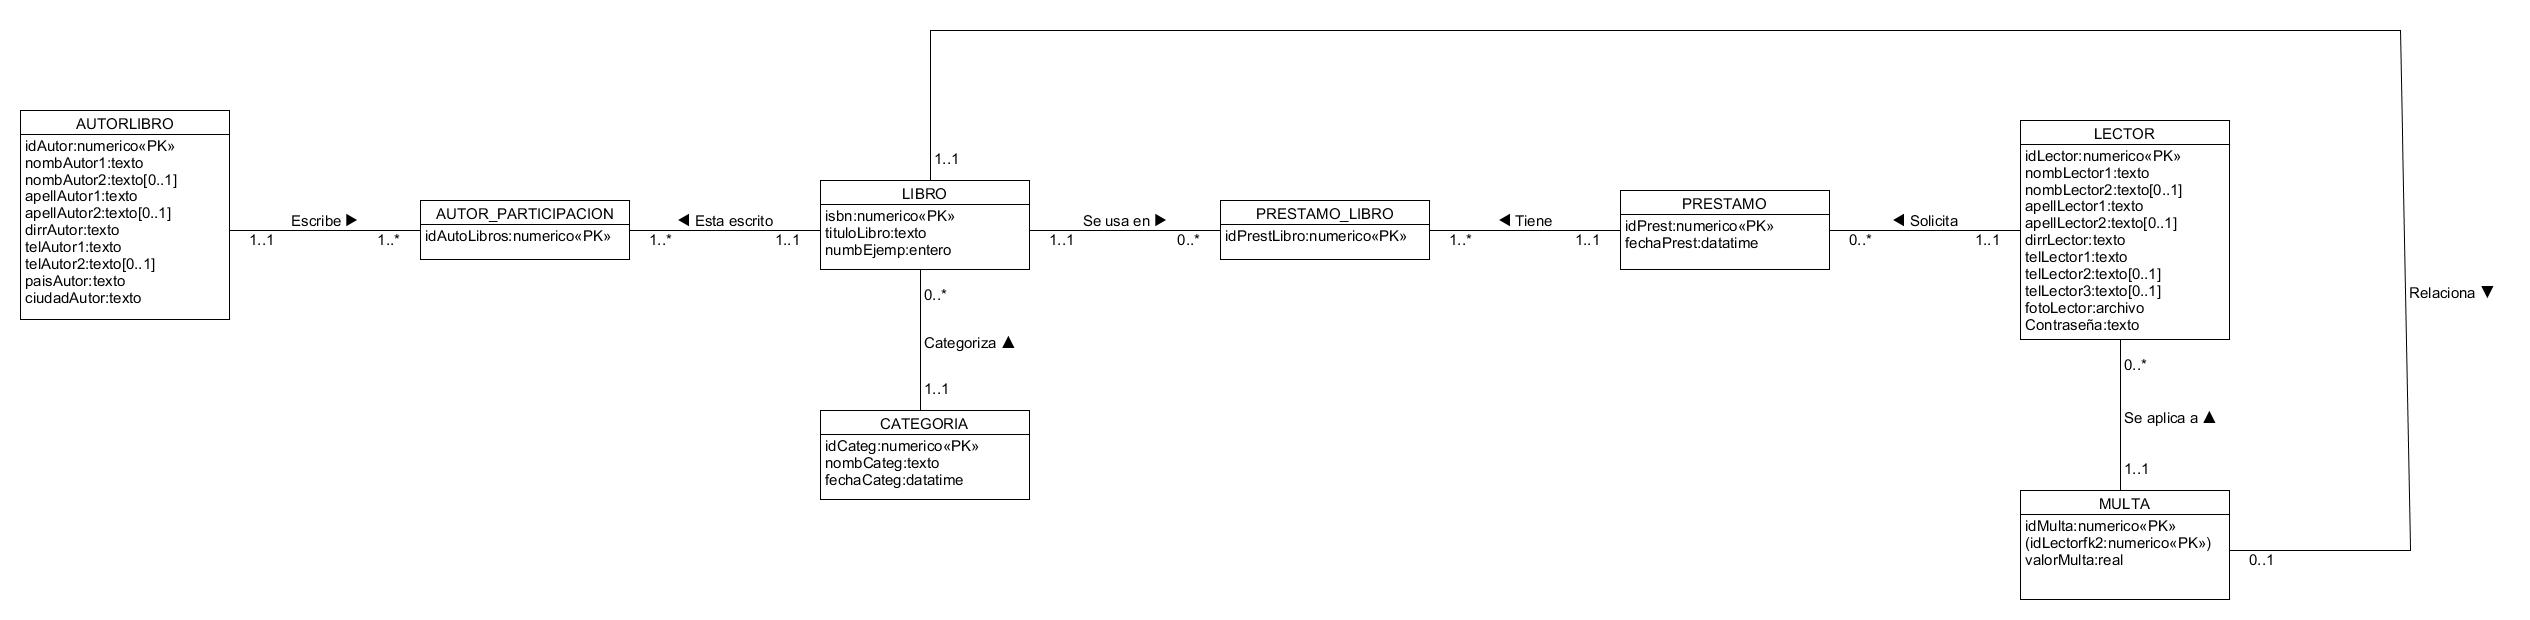 AUTORLIBRO
idAutor:numerico«PK»
nombAutor1:texto
nombAutor2:texto[0..1]
apellAutor1:texto
apellAutor2:texto[0..1]
dirrAutor:texto
telAutor1:texto
telAutor2:texto[0..1]
paisAutor:texto
ciudadAutor:texto
Escribe ▶
1..1
1..*
AUTOR_PARTICIPACION
idAutoLibros:numerico«PK»
◀ Esta escrito
1..*
1..1
1..1
LIBRO
isbn:numerico«PK»
tituloLibro:texto
numbEjemp:entero
0..*
Categoriza ▲
1..1
CATEGORIA
idCateg:numerico«PK»
nombCateg:texto
fechaCateg:datatime
Se usa en ▶
1..1
0..*
PRESTAMO_LIBRO
idPrestLibro:numerico«PK»
◀ Tiene
1..*
1..1
PRESTAMO
idPrest:numerico«PK»
fechaPrest:datatime
◀ Solicita
0..*
1..1
LECTOR
idLector:numerico«PK»
nombLector1:texto
nombLector2:texto[0..1]
apellLector1:texto
apellLector2:texto[0..1]
dirrLector:texto
telLector1:texto
telLector2:texto[0..1]
telLector3:texto[0..1]
fotoLector:archivo
Contraseña:texto
0..*
Se aplica a ▲
1..1
MULTA
idMulta:numerico«PK»
(idLectorfk2:numerico«PK»)
valorMulta:real
0..1
Relaciona ▼